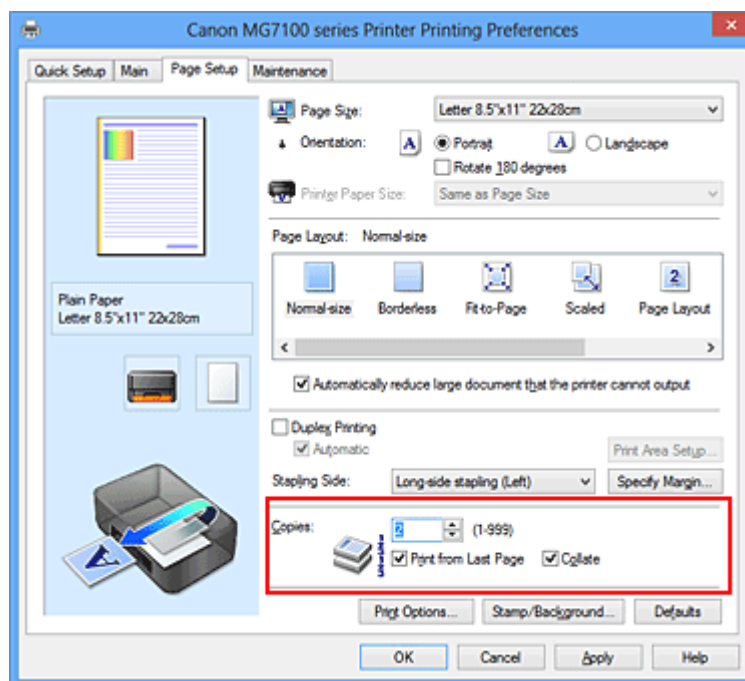 Canon MG7100 series Printer Printing Preferences
Quick Setup Main Page Setup Maintenance
Page Size: Letter 8.5"x11" 22x28cm
Orientation: A Portrait A Landscape
Rotate 180 degrees
Printer Paper Size: Same as Page Size
Page Layout: Normal-size
2
Normal-size Borderless Fit-to-Page Scaled Page Layout
Automatically reduce large document that the printer cannot output
Plain Paper
Letter 8.5"x11" 22x28cm
Duplex Printing
Automatic Print Area Setup...
Stapling Side: Long-side stapling (Left) Specify Margin...
Copies: 2 (1-999)
Print from Last Page Collate
A
Print Options... Stamp/Background... Defaults
OK Cancel Apply Help